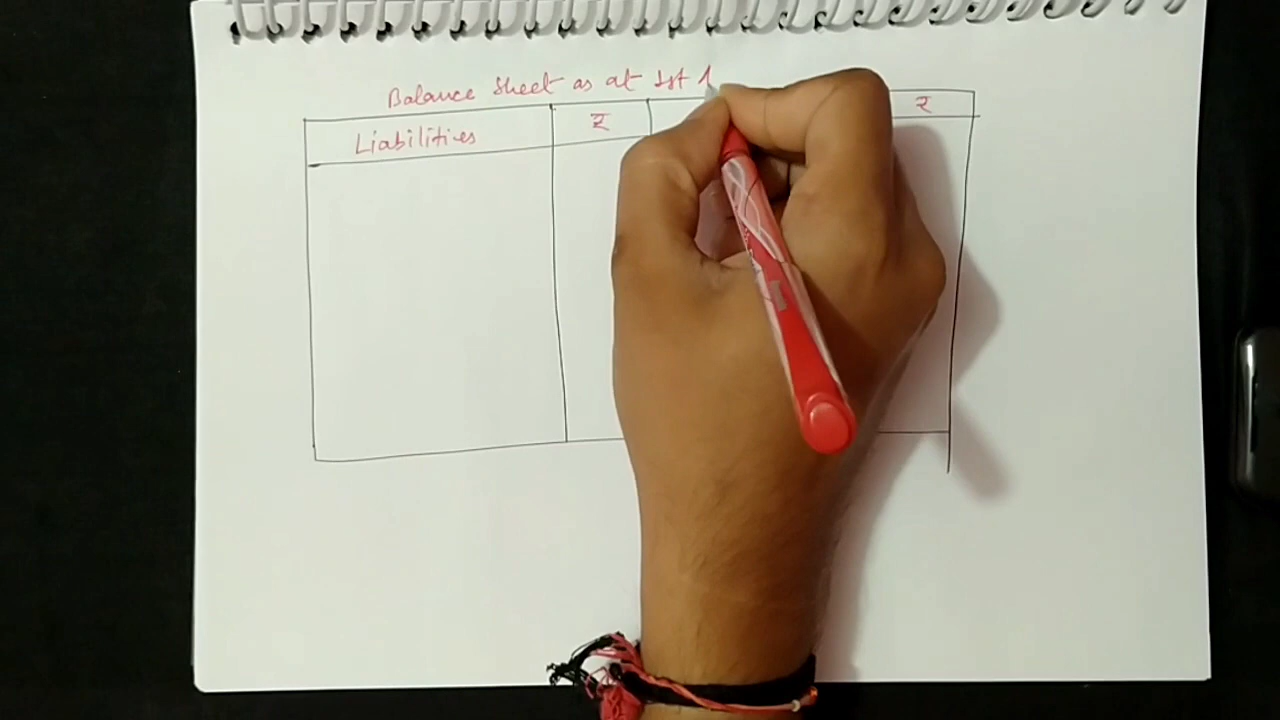 Balance Sheet as at 1st A
Liabilities ₹ ₹